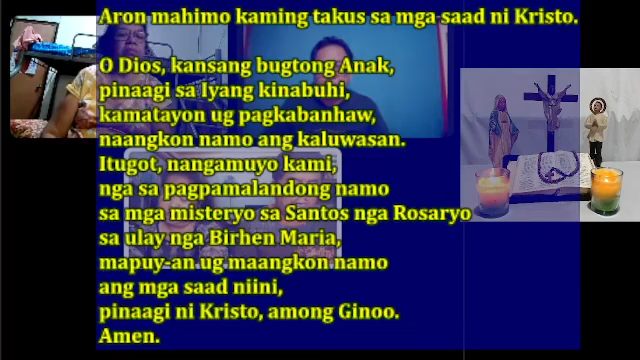 Aron mahimo kaming takus sa mga saad ni Kristo.
O Dios, kansang bugtong Anak,
pinaagi sa Iyang kinabuhi,
kamatayon ug pagkabanhaw,
naangkon namo ang kaluwasan.
Itugot, nangamuyo kami,
nga sa pagpamalandong namo
sa mga misteryo sa Santos nga Rosaryo
sa ulay nga Birhen Maria,
mapuy-an ug maangkon namo
ang mga saad niini,
pinaagi ni Kristo, among Ginoo.
Amen.